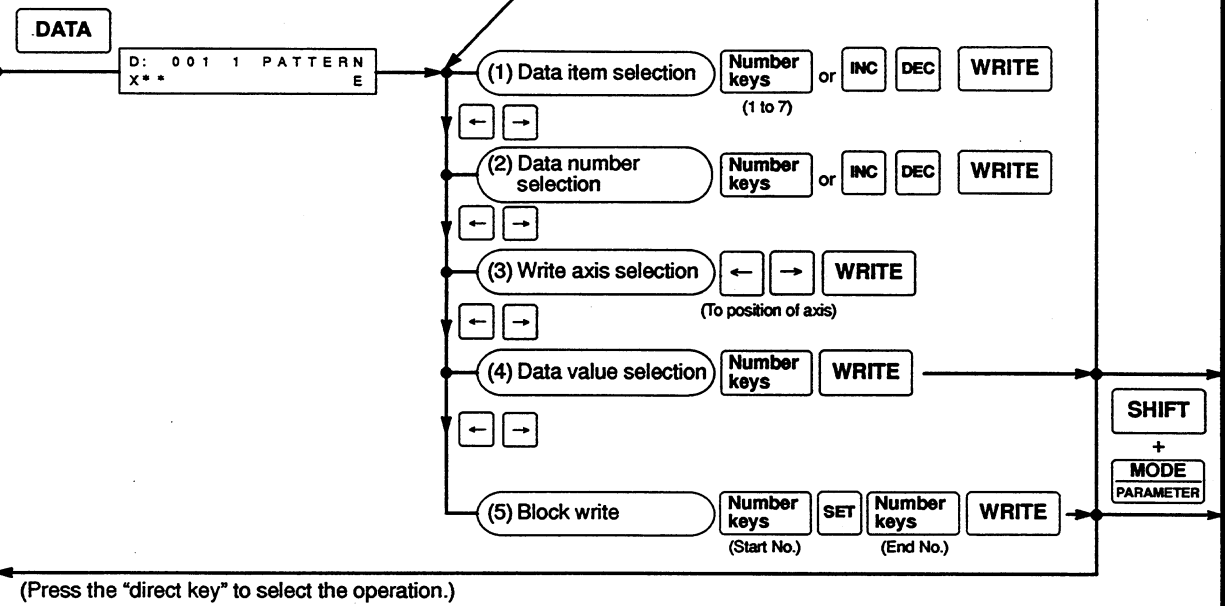 DATA
D: 001 1 PATTERN
X** E
(1) Data item selection
Number keys
or
INC
DEC
WRITE
(1 to 7)
← →
(2) Data number selection
Number keys
or
INC
DEC
WRITE
← →
(3) Write axis selection
← →
WRITE
(To position of axis)
← →
(4) Data value selection
Number keys
WRITE
← →
SHIFT
+
MODE
PARAMETER
(5) Block write
Number keys
SET
Number keys
WRITE
(Start No.)
(End No.)
(Press the “direct key” to select the operation.)